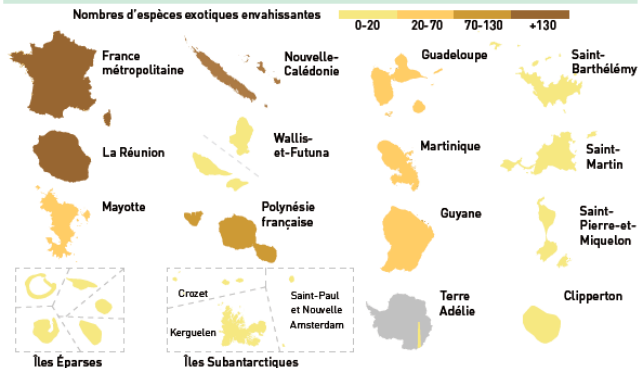 Nombres d'espèces exotiques envahissantes
0-20 20-70 70-130 +130
France
métropolitaine
Nouvelle-
Calédonie
Guadeloupe
Saint-
Barthélémy
La Réunion
Wallis-
et-Futuna
Martinique
Saint-
Martin
Mayotte
Polynésie
française
Guyane
Saint-
Pierre-et-
Miquelon
Îles Éparses
Crozet
Kerguelen
Saint-Paul
et Nouvelle
Amsterdam
Îles Subantarctiques
Terre
Adélie
Clipperton